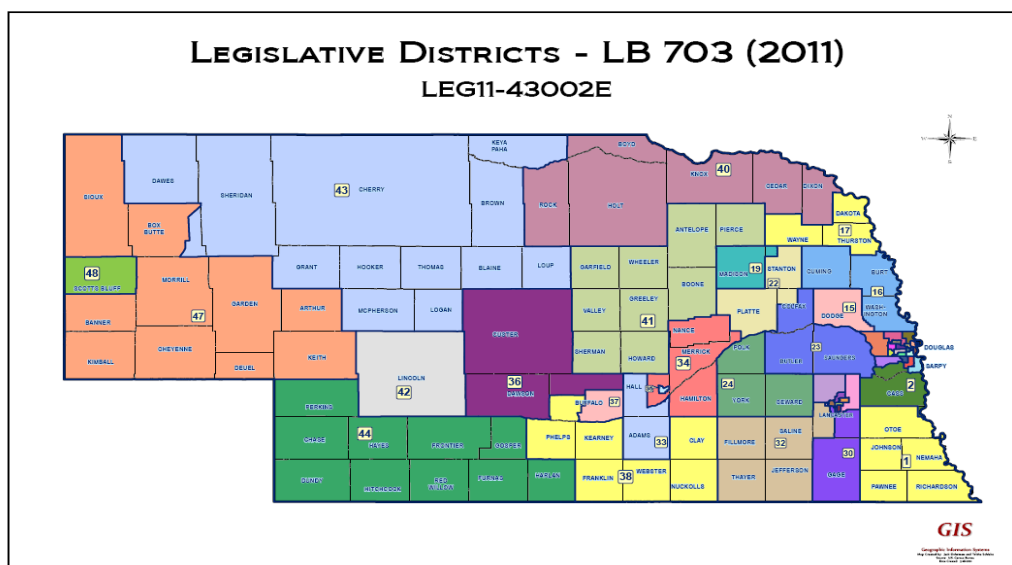 LEGISLATIVE DISTRICTS - LB 703 (2011)
LEG11-43002E
N
W
E
S
KEYA
PAHA
BOYD
DAWES
SHERIDAN
43 CHERRY
KNOX 40
CEDAR
DIXON
SIOUX
BROWN
ROCK
HOLT
DAKOTA
BOX
BUTTE
ANTELOPE
PIERCE
WAYNE
17
THURSTON
48
SCOTTS BLUFF
MORRILL
GRANT
HOOKER
THOMAS
BLAINE
LOUP
GARFIELD
WHEELER
MADISON 19
STANTON
22
CUMING
BURT
16
GARDEN
ARTHUR
BOONE
BANNER
47
MCPHERSON
LOGAN
VALLEY
GREELEY
41
PLATTE
COLFAX
DODGE 15
WASH-
INGTON
CUSTER
NANCE
KIMBALL
CHEYENNE
DEUEL
KEITH
SHERMAN
HOWARD
MERRICK
34
POLK
BUTLER
23
SAUNDERS
DOUGLAS
SARPY
LINCOLN
42
36
DAWSON
BUFFALO
37
HALL
35
HAMILTON
24
YORK
SEWARD
2
CASS
PERKINS
LANCASTER
CHASE
44
HAYES
FRONTIER
GOSPER
PHELPS
KEARNEY
ADAMS
33
CLAY
FILLMORE
SALINE
32
OTOE
30
GAGE
JOHNSON
1
NEMAHA
DUNDY
HITCHCOCK
RED
WILLOW
FURNAS
HARLAN
FRANKLIN
38
WEBSTER
NUCKOLLS
THAYER
JEFFERSON
PAWNEE
RICHARDSON
GIS
Geographic Information Systems